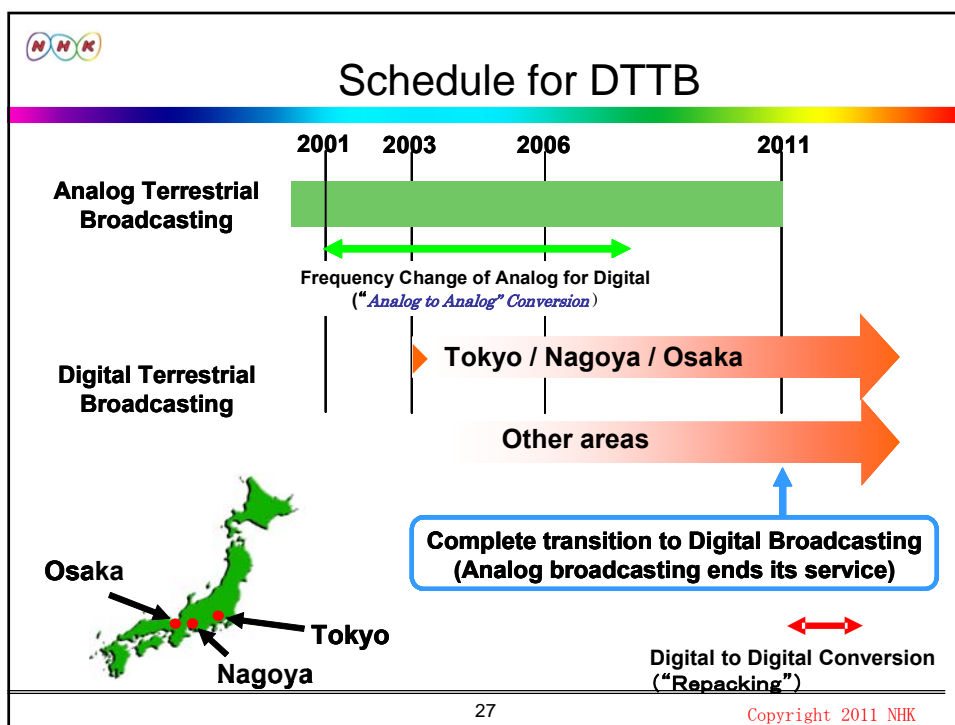 NHK
Schedule for DTTB
2001 2003 2006 2011
Analog Terrestrial
Broadcasting
Frequency Change of Analog for Digital
(“Analog to Analog” Conversion)
Tokyo / Nagoya / Osaka
Digital Terrestrial
Broadcasting
Other areas
Complete transition to Digital Broadcasting
(Analog broadcasting ends its service)
Osaka
Tokyo
Nagoya
Digital to Digital Conversion
(“Repacking”)
27
Copyright 2011 NHK